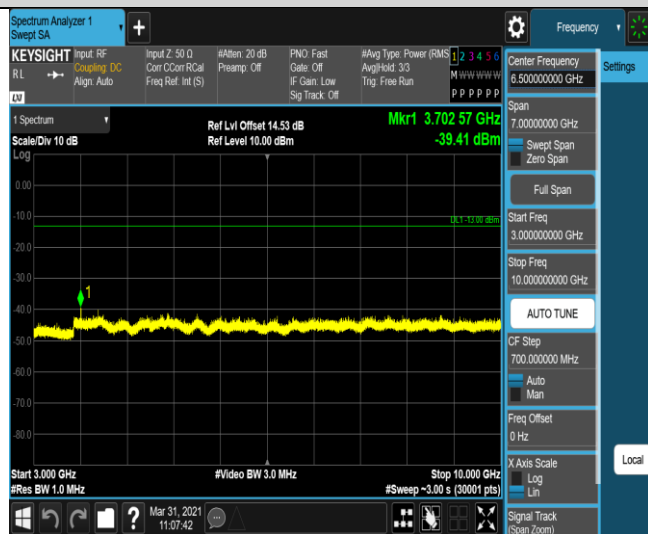 Spectrum Analyzer 1
Swept SA
Frequency
KEYSIGHT
RL
Input: RF
Coupling: DC
Align: Auto
Input Z: 50 Ω
Corr CCorr RCal
Freq Ref: Int (S)
#Atten: 20 dB
Preamp: Off
PNO: Fast
Gate: Off
IF Gain: Low
Sig Track: Off
#Avg Type: Power (RMS
Avg|Hold: 3/3
Trig: Free Run
1 2 3 4 5 6
M W W W W W
P P P P P P
LXI
1 Spectrum
Scale/Div 10 dB
Log
Ref Lvl Offset 14.53 dB
Ref Level 10.00 dBm
Mkr1 3.702 57 GHz
-39.41 dBm
0.00
-10.0
DL1 -13.00 dBm
-20.0
-30.0
1
-40.0
-50.0
-60.0
-70.0
-80.0
Start 3.000 GHz
#Res BW 1.0 MHz
#Video BW 3.0 MHz
Stop 10.000 GHz
#Sweep ~3.00 s (30001 pts)
?
Mar 31, 2021
11:07:42
Center Frequency
6.500000000 GHz
Span
7.00000000 GHz
Swept Span
Zero Span
Full Span
Start Freq
3.000000000 GHz
Stop Freq
10.000000000 GHz
AUTO TUNE
CF Step
700.000000 MHz
Auto
Man
Freq Offset
0 Hz
X Axis Scale
Log
Lin
Signal Track
(Span Zoom)
Settings
Local